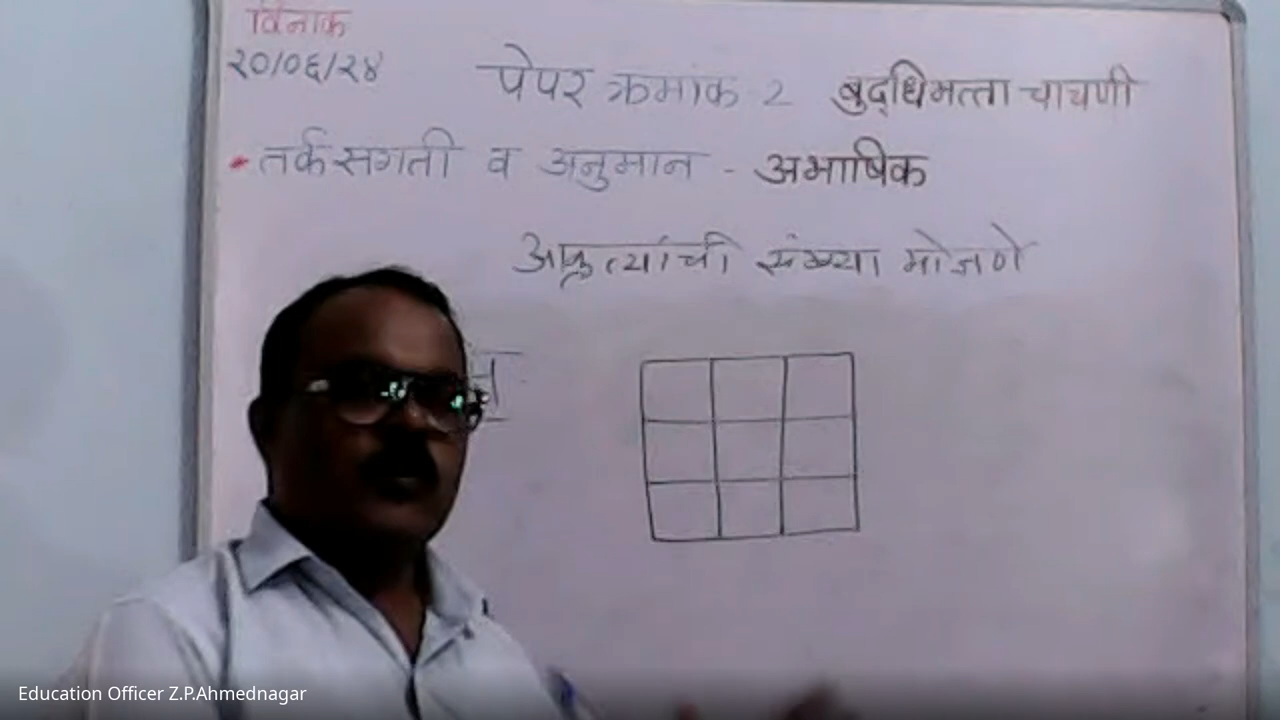 दिनांक
२०/०६/२४
पेपर क्रमांक 2 बुद्धिमत्ता चाचणी
तर्कसंगती व अनुमान - अभाषिक
आकृत्यांची संख्या मोजणे
Education Officer Z.P.Ahmednagar